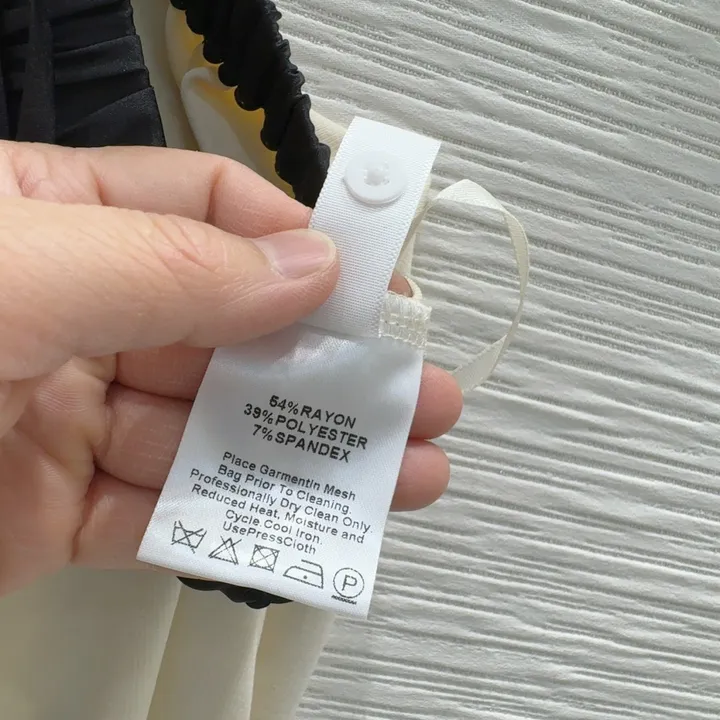 54%RAYON
39%POLYESTER
7%SPANDEX
Place Garmentin Mesh
Bag Prior To Cleaning.
Professionally Dry Clean Only.
Reduced Heat, Moisture and
Cycle Cool Iron.
UsePressCloth
P